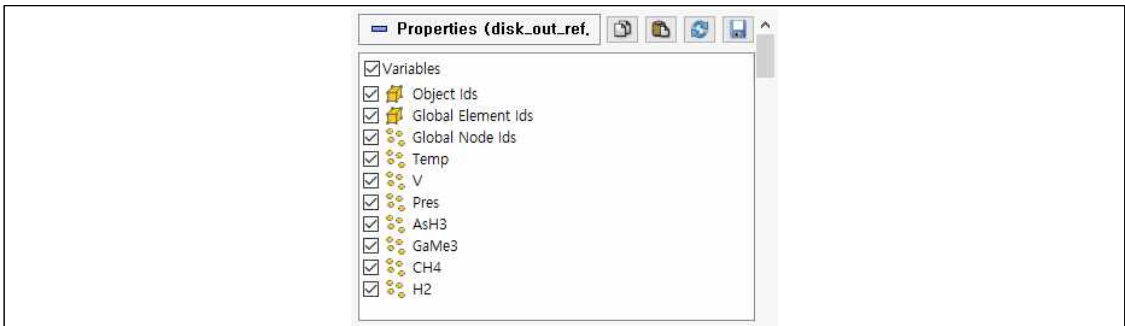 Properties (disk_out_ref.
Variables
Object Ids
Global Element Ids
Global Node Ids
Temp
V
Pres
AsH3
GaMe3
CH4
H2